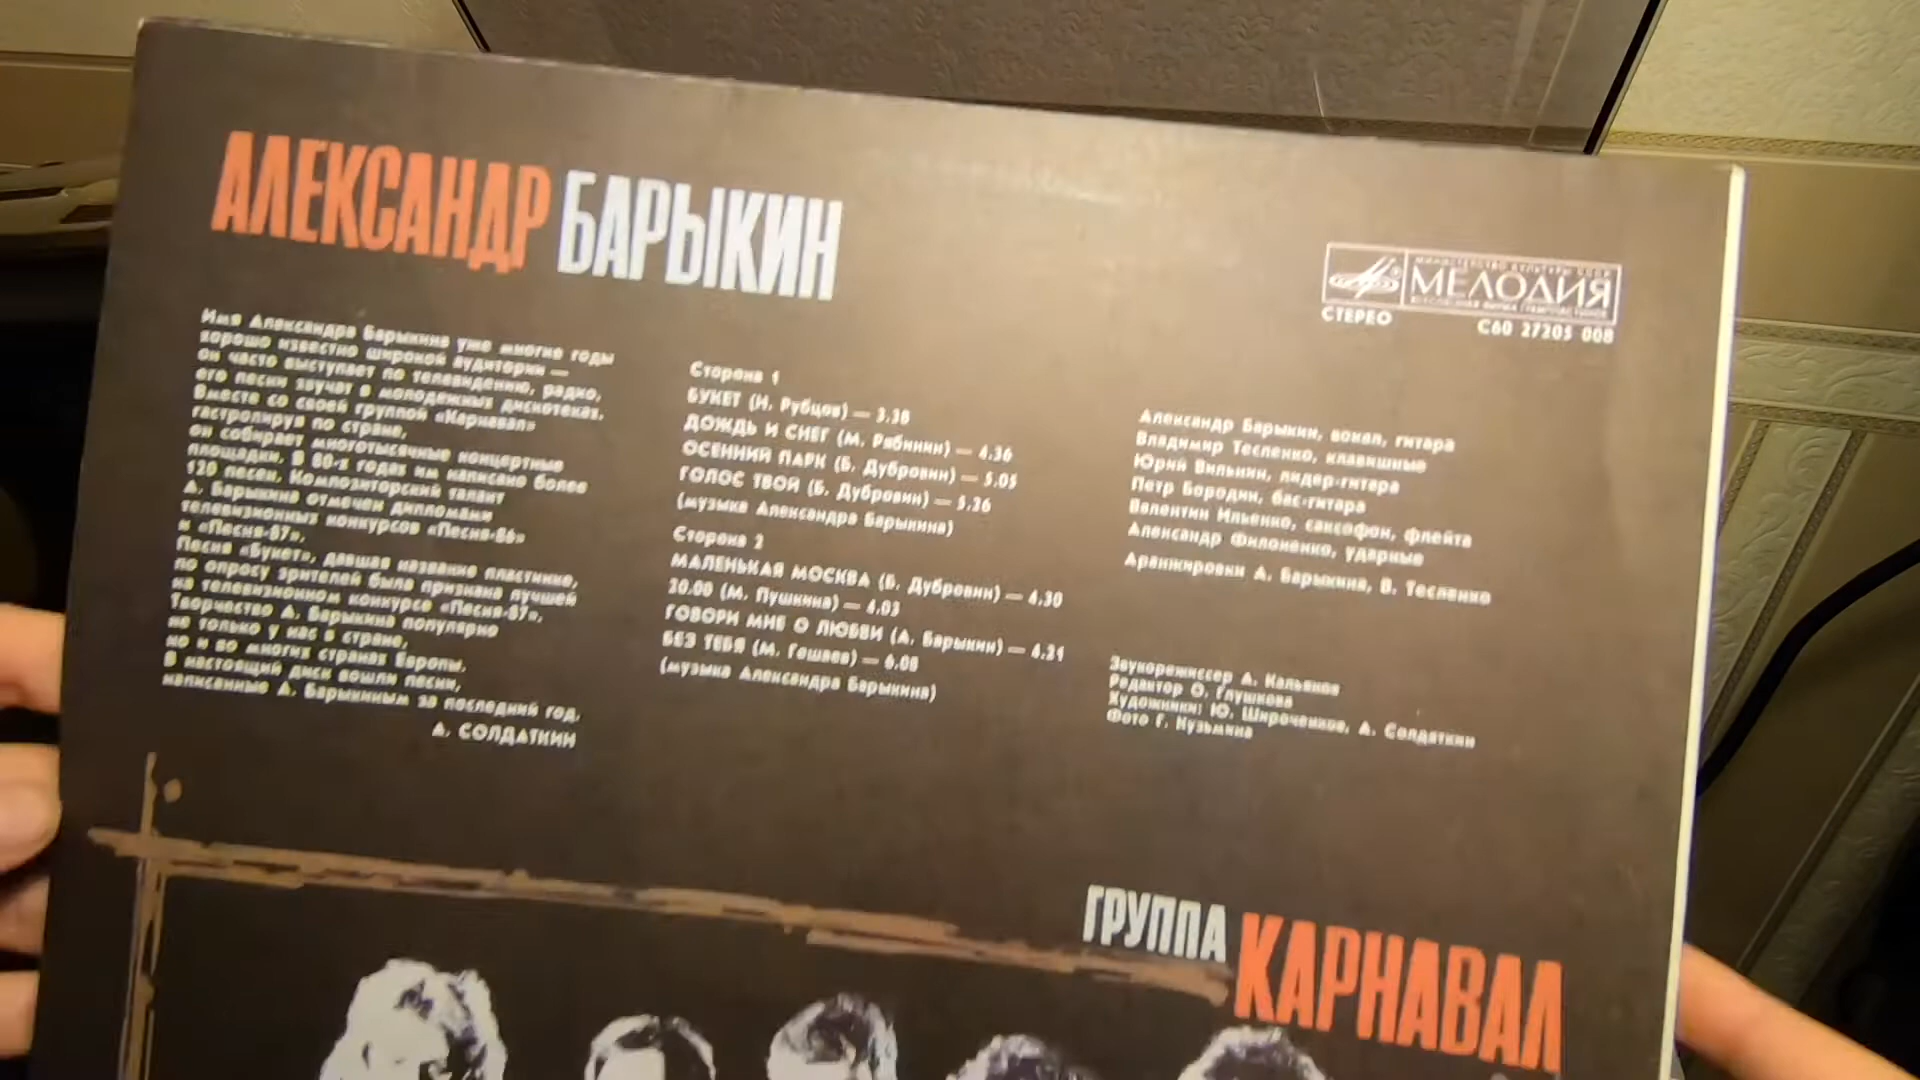 АЛЕКСАНДР БАРЫКИН
МИНИСТЕРСТВО КУЛЬТУРЫ СССР
МЕЛОДИЯ
СТЕРЕО
С60 27205 008
Имя Александра Барыкина уже многие годы
хорошо известно широкой аудитории —
он часто выступает по телевидению, радио,
его песни звучат в молодежных дискотеках.
Вместе со своей группой «Карнавал»
гастролируя по стране,
он собирает многотысячные концертные
площадки. В 80-х годах им написано более
120 песен. Композиторский талант
А. Барыкина отмечен дипломами
телевизионных конкурсов «Песня-86»
и «Песня-87».
Песня «Букет», давшая название пластинке,
по опросу зрителей была признана лучшей
на телевизионном конкурсе «Песня-87».
Творчество А. Барыкина популярно
не только у нас в стране,
но и во многих странах Европы.
В настоящий диск вошли песни,
написанные А. Барыкиным за последний год.
А. СОЛДАТКИН
Сторона 1
БУКЕТ (Н. Рубцов) — 3.38
ДОЖДЬ И СНЕГ (М. Рябинин) — 4.36
ОСЕННИЙ ПАРК (Б. Дубровин) — 5.05
ГОЛОС ТВОЙ (Б. Дубровин) — 5.36
(музыка Александра Барыкина)
Сторона 2
МАЛЕНЬКАЯ МОСКВА (Б. Дубровин) — 4.30
20.00 (М. Пушкина) — 4.03
ГОВОРИ МНЕ О ЛЮБВИ (А. Барыкин) — 4.21
БЕЗ ТЕБЯ (М. Гешаев) — 6.08
(музыка Александра Барыкина)
Александр Барыкин, вокал, гитара
Владимир Тесленко, клавишные
Юрий Вильнин, лидер-гитара
Петр Бородин, бас-гитара
Валентин Ильенко, саксофон, флейта
Александр Филоненко, ударные
Аранжировки А. Барыкина, В. Тесленко
Звукорежиссер А. Кальянов
Редактор О. Глушкова
Художники: Ю. Широченков, А. Солдаткин
Фото Г. Кузьмина
ГРУППА КАРНАВАЛ